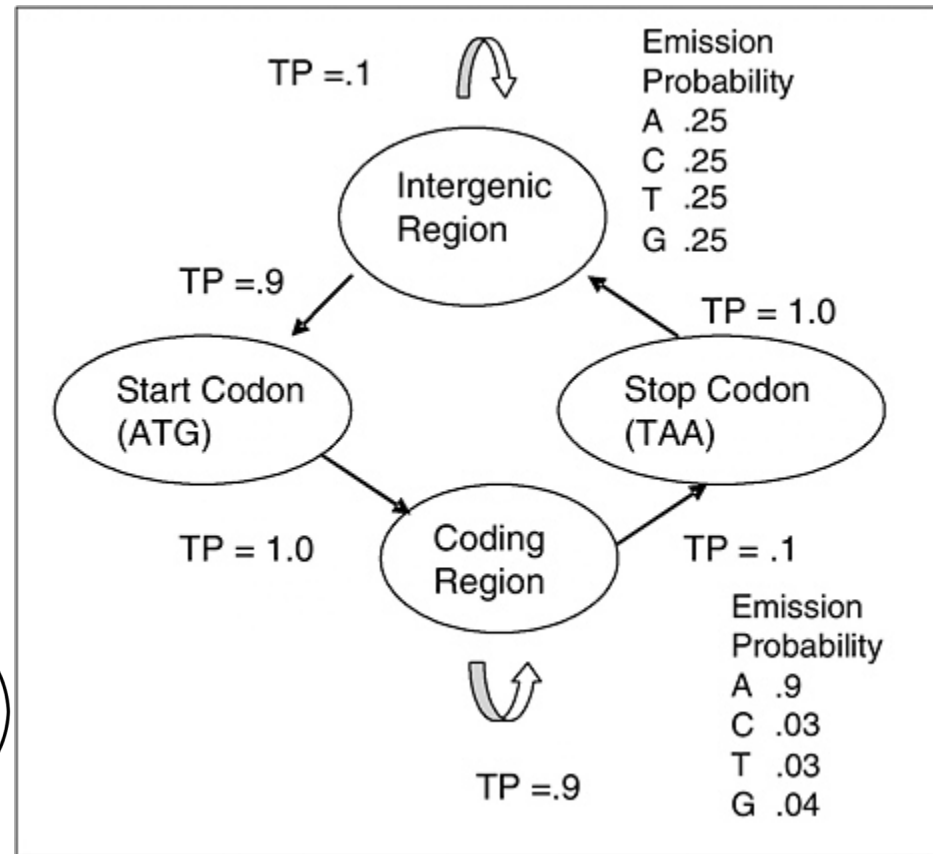 TP =.1
Emission
Probability
A .25
C .25
T .25
G .25
Intergenic
Region
TP =.9
TP = 1.0
Start Codon
(ATG)
Stop Codon
(TAA)
TP = 1.0
Coding
Region
TP = .1
Emission
Probability
A .9
C .03
T .03
G .04
TP =.9